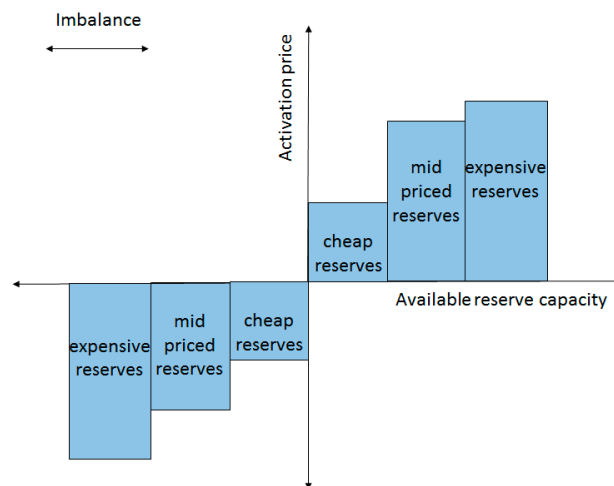 Imbalance
Activation price
mid
priced
reserves
expensive
reserves
cheap
reserves
Available reserve capacity
expensive
reserves
mid
priced
reserves
cheap
reserves